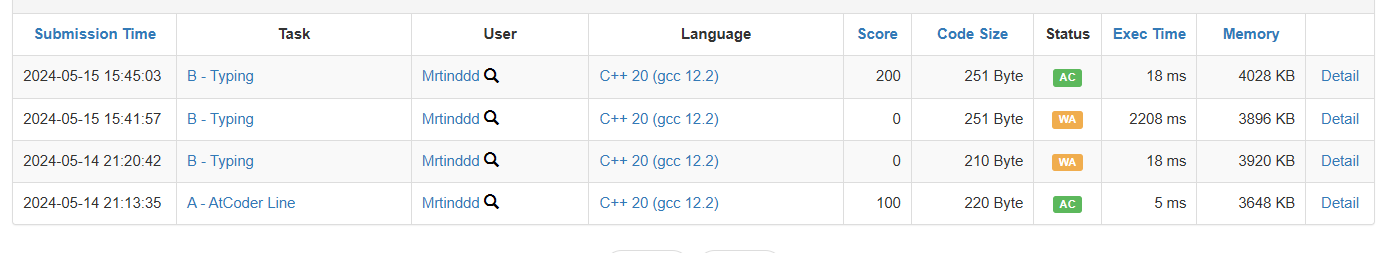 Submission Time Task User Language Score Code Size Status Exec Time Memory
2024-05-15 15:45:03 B - Typing Mrtinddd C++ 20 (gcc 12.2) 200 251 Byte AC 18 ms 4028 KB Detail
2024-05-15 15:41:57 B - Typing Mrtinddd C++ 20 (gcc 12.2) 0 251 Byte WA 2208 ms 3896 KB Detail
2024-05-14 21:20:42 B - Typing Mrtinddd C++ 20 (gcc 12.2) 0 210 Byte WA 18 ms 3920 KB Detail
2024-05-14 21:13:35 A - AtCoder Line Mrtinddd C++ 20 (gcc 12.2) 100 220 Byte AC 5 ms 3648 KB Detail